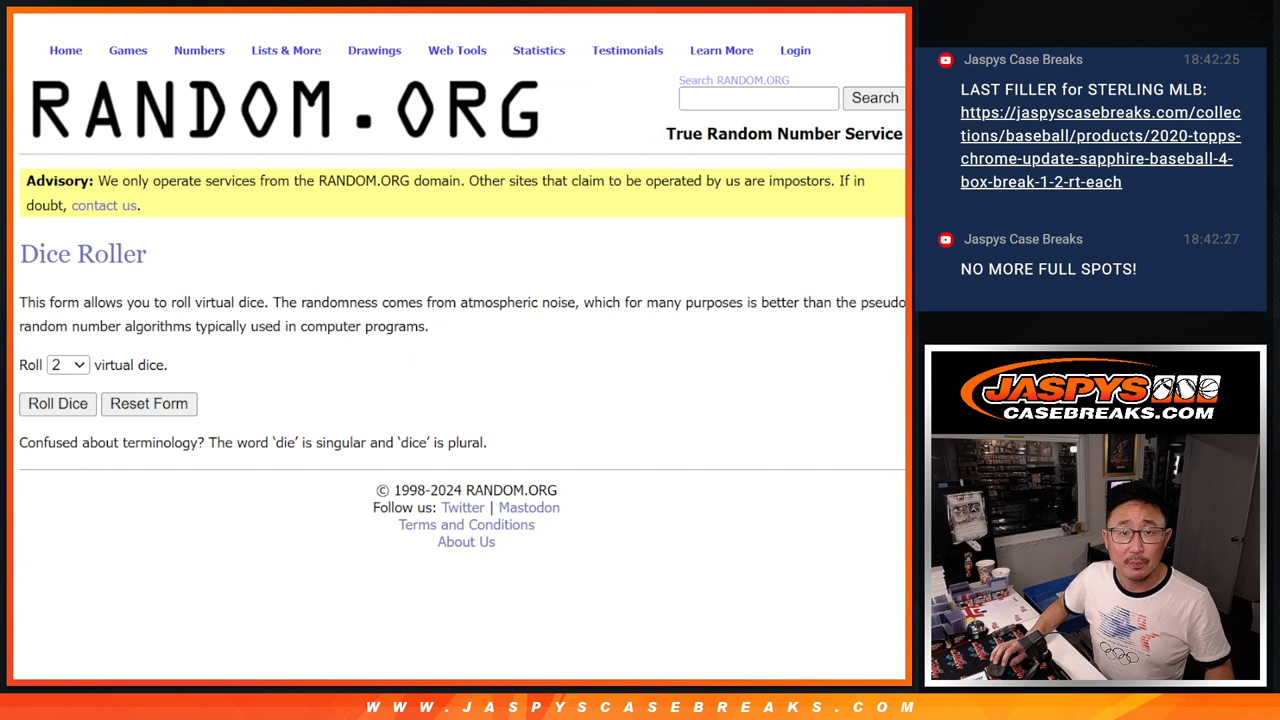 Home Games Numbers Lists & More Drawings Web Tools Statistics Testimonials Learn More Login
RANDOM.ORG
Search RANDOM.ORG
Search
True Random Number Service
Advisory: We only operate services from the RANDOM.ORG domain. Other sites that claim to be operated by us are impostors. If in
doubt, contact us.
Dice Roller
This form allows you to roll virtual dice. The randomness comes from atmospheric noise, which for many purposes is better than the pseudo
random number algorithms typically used in computer programs.
Roll 2 virtual dice.
Roll Dice Reset Form
Confused about terminology? The word ‘die’ is singular and ‘dice’ is plural.
© 1998-2024 RANDOM.ORG
Follow us: Twitter | Mastodon
Terms and Conditions
About Us
Jaspys Case Breaks 18:42:25
LAST FILLER for STERLING MLB:
https://jaspyscasebreaks.com/collec
tions/baseball/products/2020-topps-
chrome-update-sapphire-baseball-4-
box-break-1-2-rt-each
Jaspys Case Breaks 18:42:27
NO MORE FULL SPOTS!
JASPYS
CASEBREAKS.COM
WWW.JASPYSCASEBREAKS.COM